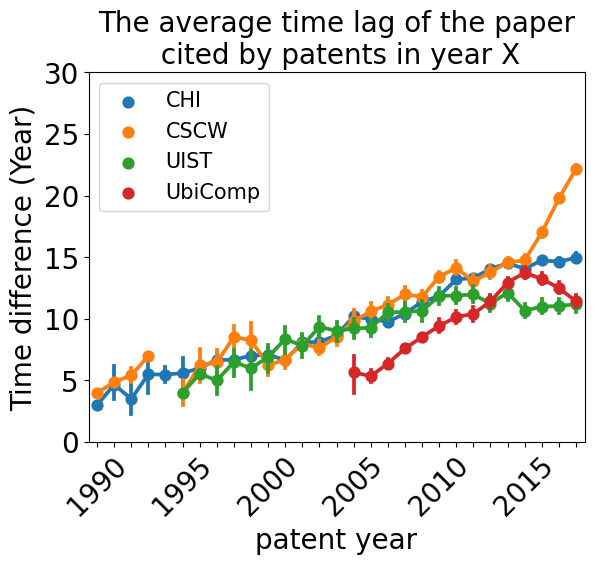 The average time lag of the paper
cited by patents in year X
Time difference (Year)
30
25
20
15
10
5
0
CHI
CSCW
UIST
UbiComp
1990
1995
2000
2005
2010
2015
patent year